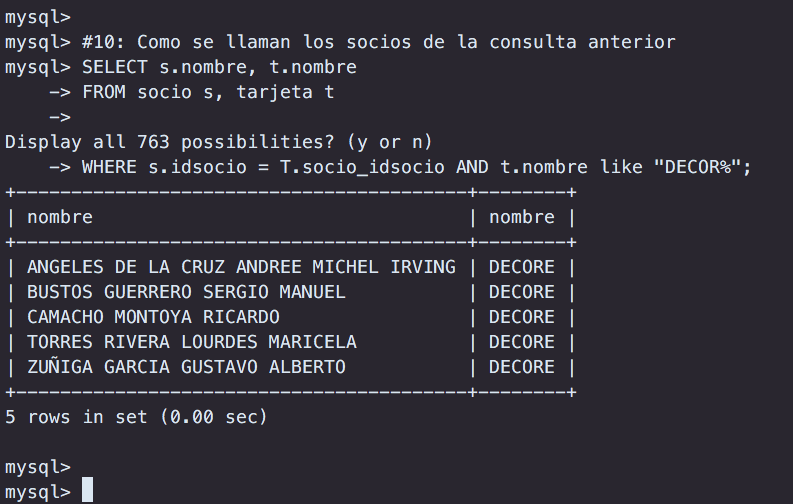 mysql>
mysql> #10: Como se llaman los socios de la consulta anterior
mysql> SELECT s.nombre, t.nombre
    -> FROM socio s, tarjeta t
    ->
Display all 763 possibilities? (y or n)
    -> WHERE s.idsocio = T.socio_idsocio AND t.nombre like "DECOR%";
+-----------------------------------------+--------+
| nombre                                  | nombre |
+-----------------------------------------+--------+
| ANGELES DE LA CRUZ ANDREE MICHEL IRVING | DECORE |
| BUSTOS GUERRERO SERGIO MANUEL           | DECORE |
| CAMACHO MONTOYA RICARDO                 | DECORE |
| TORRES RIVERA LOURDES MARICELA          | DECORE |
| ZUÑIGA GARCIA GUSTAVO ALBERTO           | DECORE |
+-----------------------------------------+--------+
5 rows in set (0.00 sec)

mysql>
mysql>